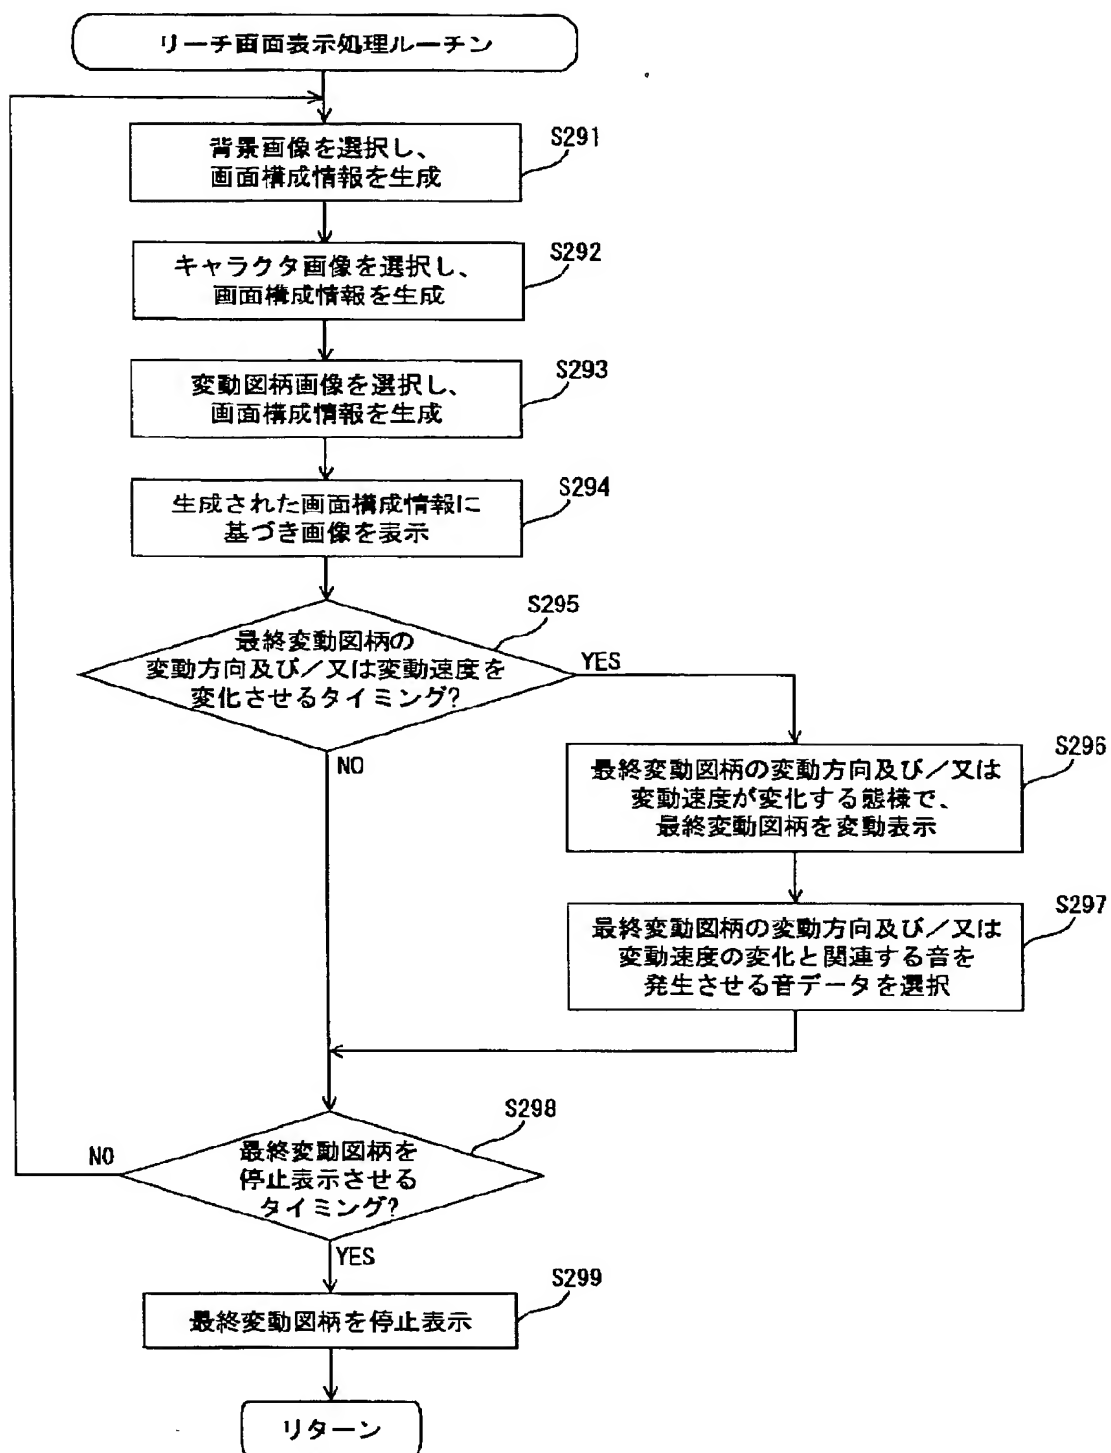 リーチ画面表示処理ルーチン
背景画像を選択し、
画面構成情報を生成
S291
キャラクタ画像を選択し、
画面構成情報を生成
S292
変動図柄画像を選択し、
画面構成情報を生成
S293
生成された画面構成情報に
基づき画像を表示
S294
最終変動図柄の
変動方向及び/又は変動速度を
変化させるタイミング?
S295
YES
NO
最終変動図柄の変動方向及び/又は
変動速度が変化する態様で、
最終変動図柄を変動表示
S296
最終変動図柄の変動方向及び/又は
変動速度の変化と関連する音を
発生させる音データを選択
S297
最終変動図柄を
停止表示させる
タイミング?
S298
NO
YES
最終変動図柄を停止表示
S299
リターン